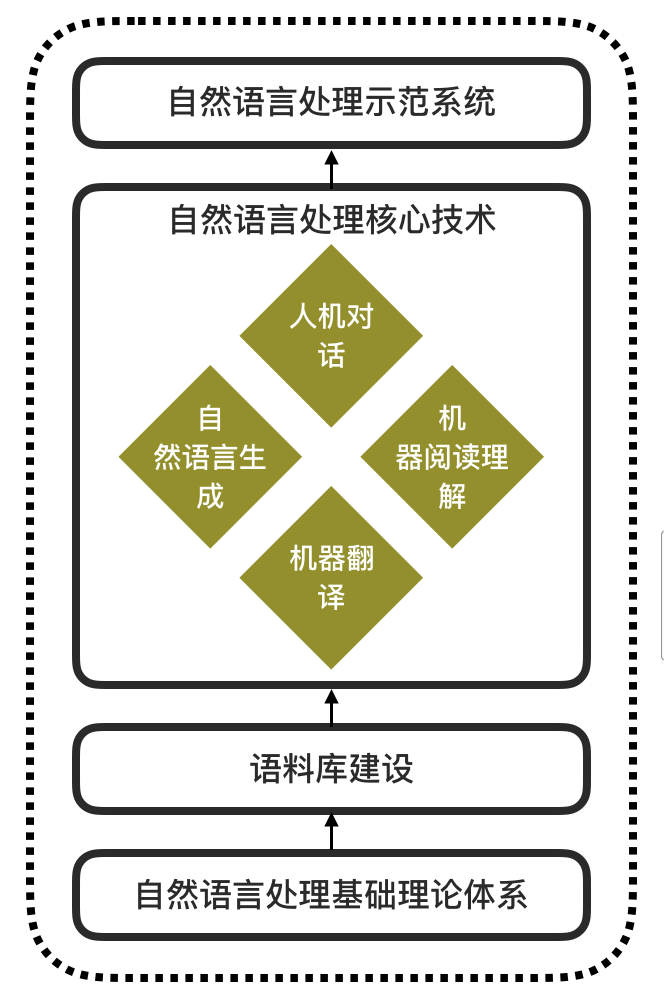 自然语言处理示范系统
自然语言处理核心技术
人机对
话
自
然语言生
成
机
器阅读理
解
机器翻
译
语料库建设
自然语言处理基础理论体系